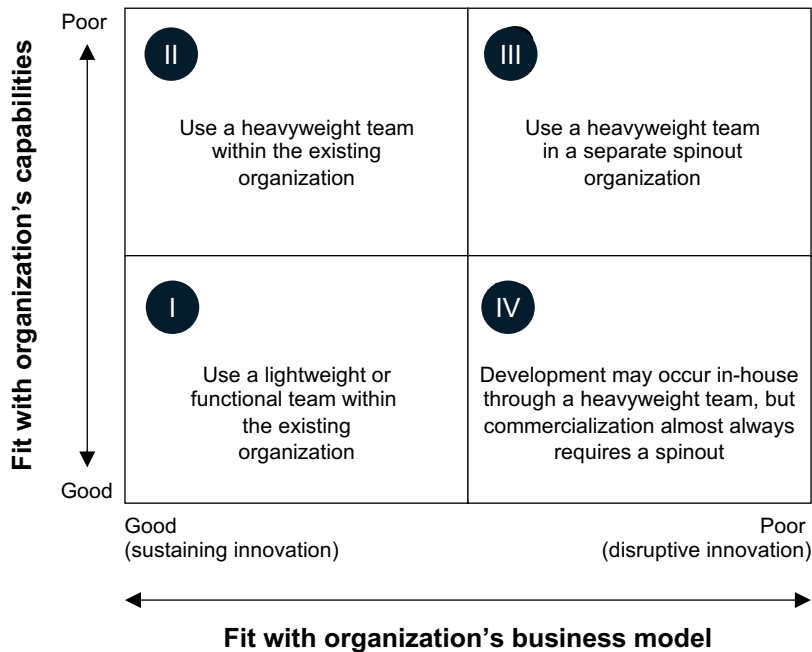 Poor
Fit with organization's capabilities
Good
II
Use a heavyweight team
within the existing
organization
III
Use a heavyweight team
in a separate spinout
organization
I
Use a lightweight or
functional team within
the existing
organization
IV
Development may occur in-house
through a heavyweight team, but
commercialization almost always
requires a spinout
Good
(sustaining innovation)
Poor
(disruptive innovation)
Fit with organization's business model